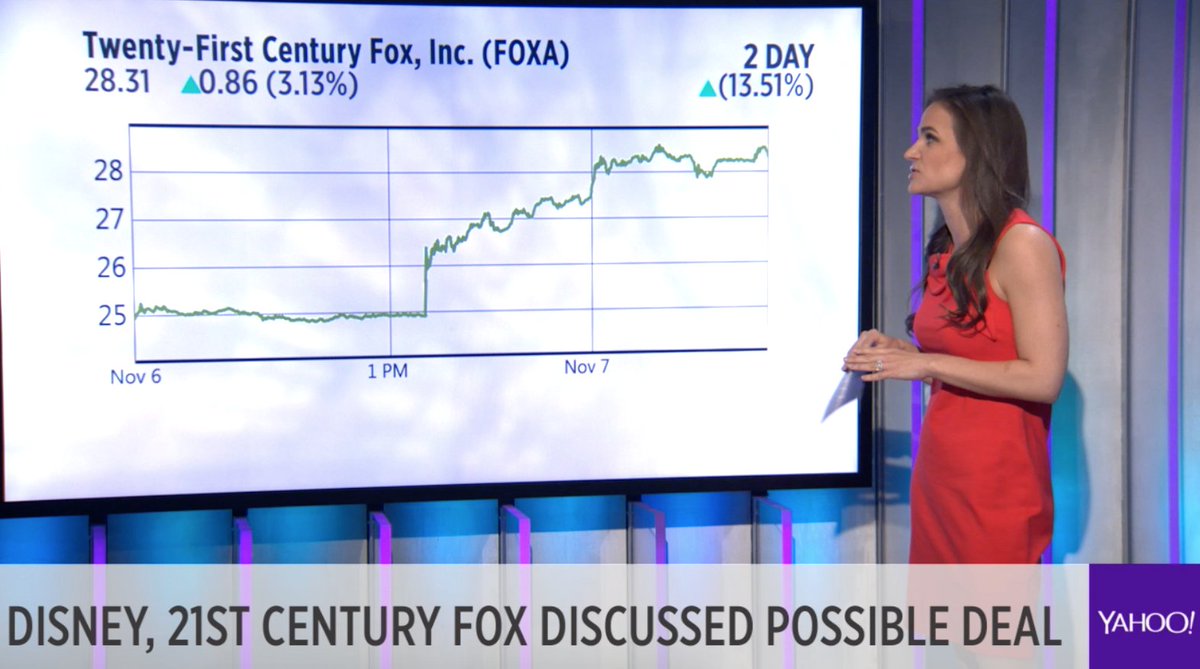 Twenty-First Century Fox, Inc. (FOXA)
28.31 ▲0.86 (3.13%)
2 DAY
▲(13.51%)
28
27
26
25
Nov 6
1 PM
Nov 7
DISNEY, 21ST CENTURY FOX DISCUSSED POSSIBLE DEAL
YAHOO!